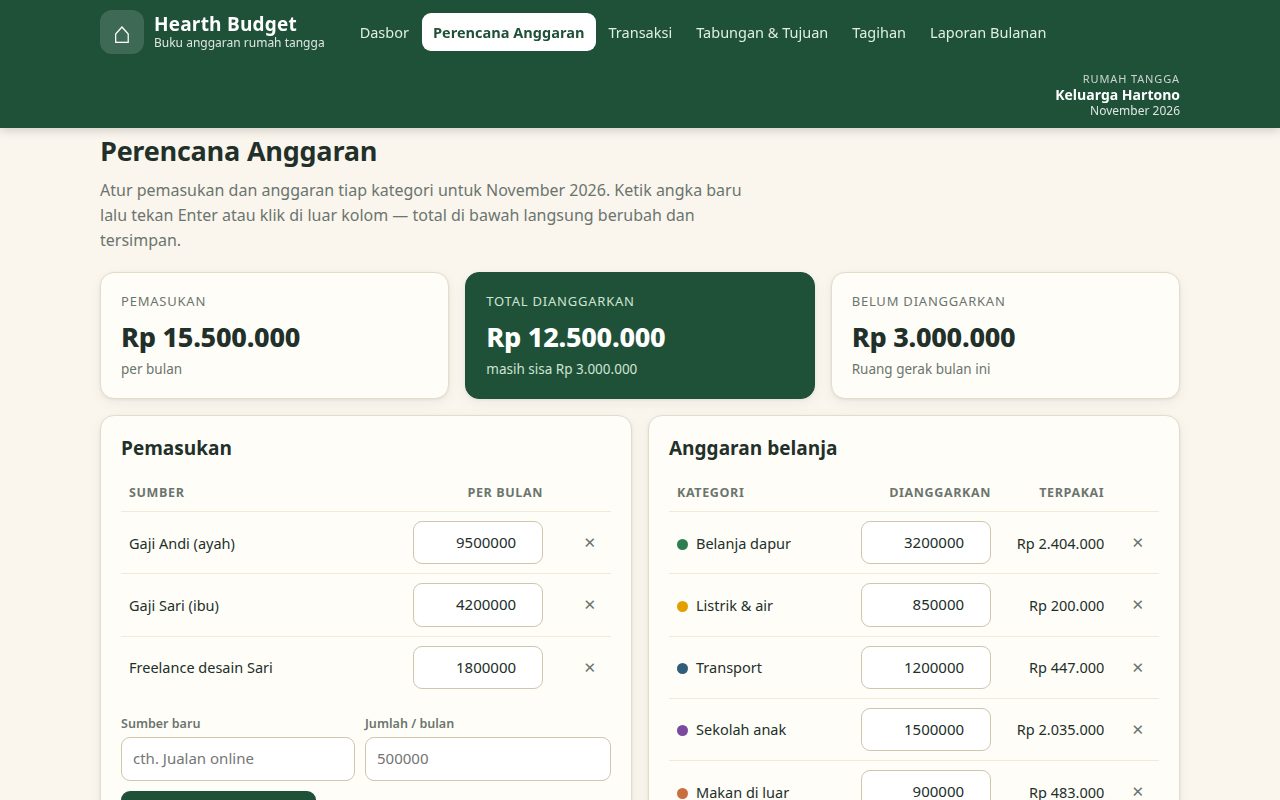 Hearth Budget
Buku anggaran rumah tangga
Dasbor
Perencana Anggaran
Transaksi
Tabungan & Tujuan
Tagihan
Laporan Bulanan
RUMAH TANGGA
Keluarga Hartono
November 2026
Perencana Anggaran
Atur pemasukan dan anggaran tiap kategori untuk November 2026. Ketik angka baru
lalu tekan Enter atau klik di luar kolom — total di bawah langsung berubah dan
tersimpan.
PEMASUKAN
Rp 15.500.000
per bulan
TOTAL DIANGGARKAN
Rp 12.500.000
masih sisa Rp 3.000.000
BELUM DIANGGARKAN
Rp 3.000.000
Ruang gerak bulan ini
Pemasukan
SUMBER PER BULAN
Gaji Andi (ayah) 9500000 ×
Gaji Sari (ibu) 4200000 ×
Freelance desain Sari 1800000 ×
Sumber baru Jumlah / bulan
cth. Jualan online 500000
Anggaran belanja
KATEGORI DIANGGARKAN TERPAKAI
Belanja dapur 3200000 Rp 2.404.000 ×
Listrik & air 850000 Rp 200.000 ×
Transport 1200000 Rp 447.000 ×
Sekolah anak 1500000 Rp 2.035.000 ×
Makan di luar 900000 Rp 483.000 ×